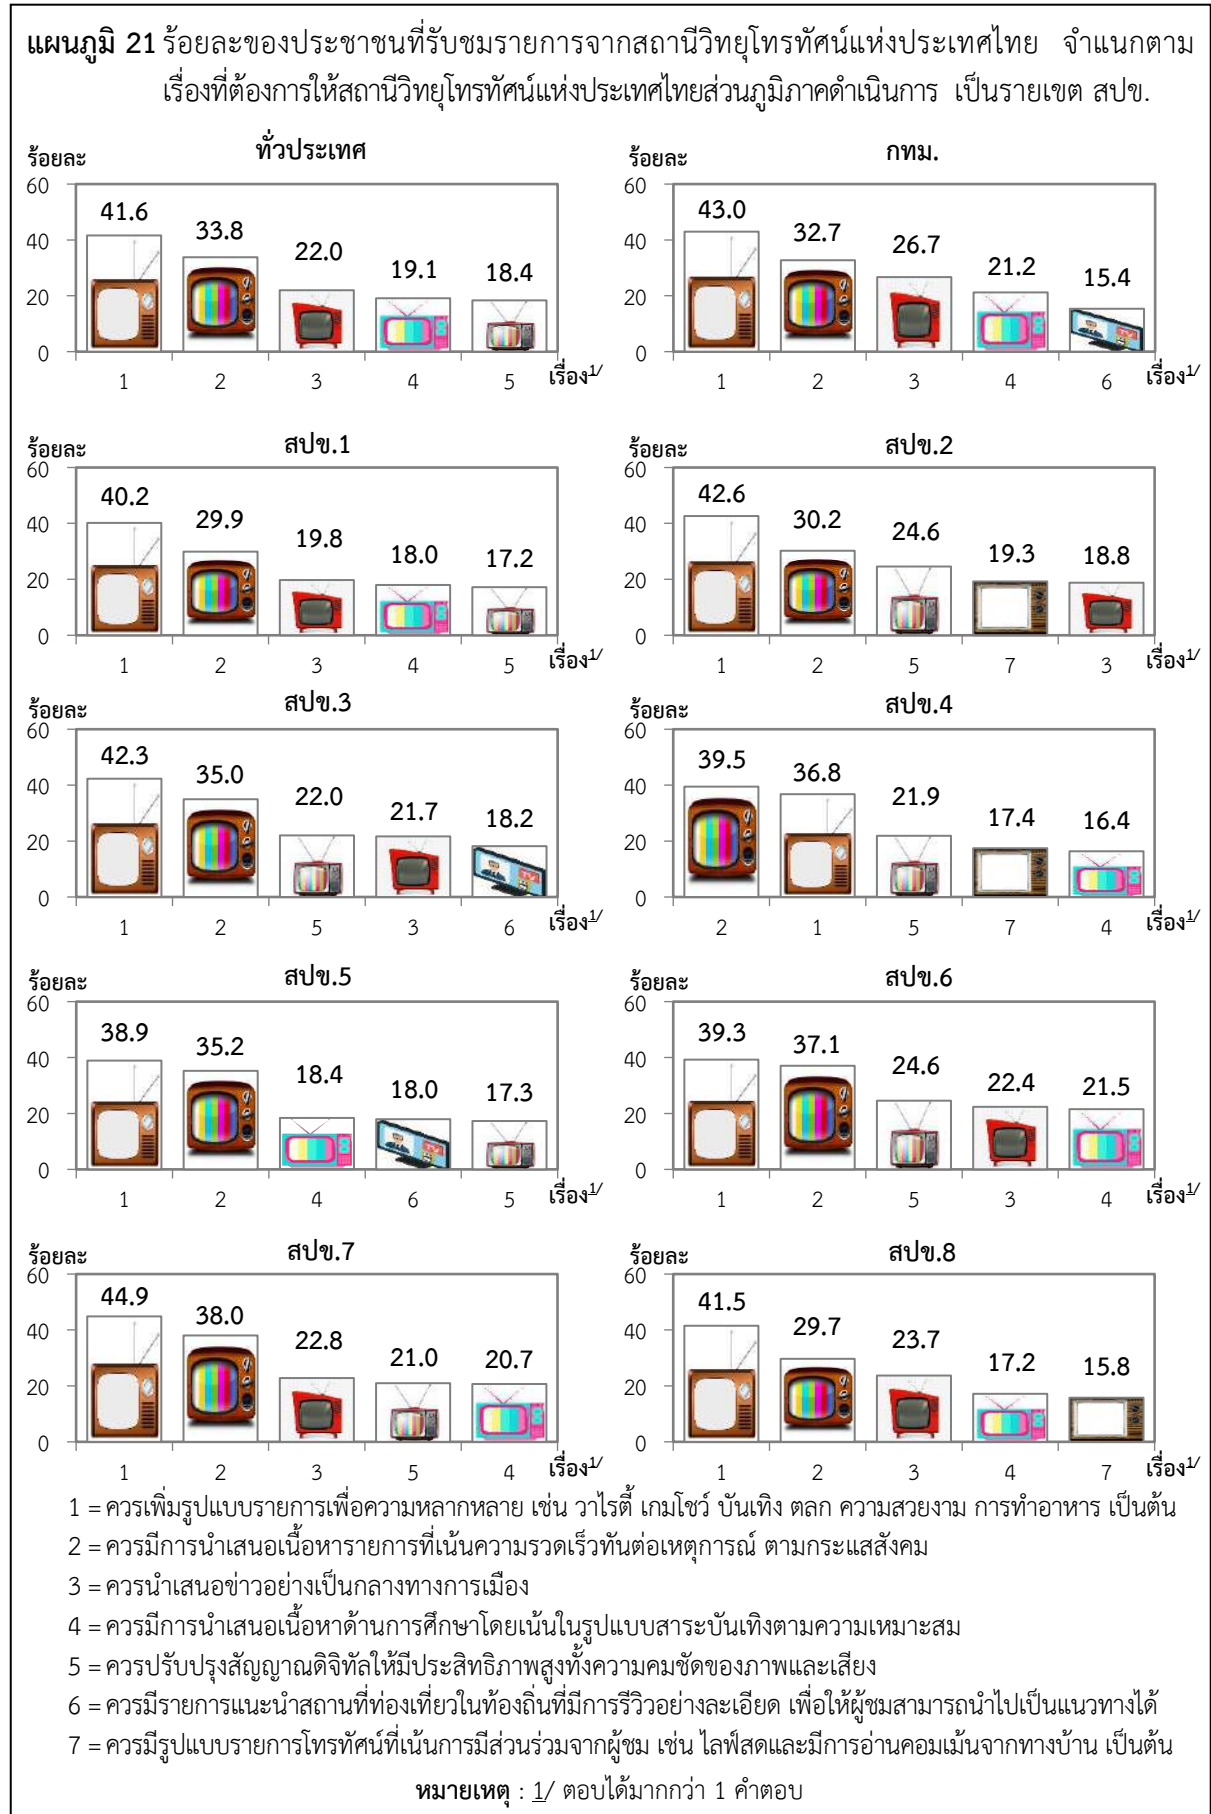 แผนภูมิ 21 ร้อยละของประชาชนที่รับชมรายการจากสถานีวิทยุโทรทัศน์แห่งประเทศไทย จำแนกตาม
เรื่องที่ต้องการให้สถานีวิทยุโทรทัศน์แห่งประเทศไทยส่วนภูมิภาคดำเนินการ เป็นรายเขต สปข.
ทั่วประเทศ
ร้อยละ
60
40
20
0
41.6 33.8 22.0 19.1 18.4
1 2 3 4 5 เรื่อง1/
กทม.
ร้อยละ
60
40
20
0
43.0 32.7 26.7 21.2 15.4
1 2 3 4 6 เรื่อง1/
สปข.1
ร้อยละ
60
40
20
0
40.2 29.9 19.8 18.0 17.2
1 2 3 4 5 เรื่อง1/
สปข.2
ร้อยละ
60
40
20
0
42.6 30.2 24.6 19.3 18.8
1 2 5 7 3 เรื่อง1/
สปข.3
ร้อยละ
60
40
20
0
42.3 35.0 22.0 21.7 18.2
1 2 5 3 6 เรื่อง1/
สปข.4
ร้อยละ
60
40
20
0
39.5 36.8 21.9 17.4 16.4
2 1 5 7 4 เรื่อง1/
สปข.5
ร้อยละ
60
40
20
0
38.9 35.2 18.4 18.0 17.3
1 2 4 6 5 เรื่อง1/
สปข.6
ร้อยละ
60
40
20
0
39.3 37.1 24.6 22.4 21.5
1 2 5 3 4 เรื่อง1/
สปข.7
ร้อยละ
60
40
20
0
44.9 38.0 22.8 21.0 20.7
1 2 3 5 4 เรื่อง1/
สปข.8
ร้อยละ
60
40
20
0
41.5 29.7 23.7 17.2 15.8
1 2 3 4 7 เรื่อง1/
1 = ควรเพิ่มรูปแบบรายการเพื่อความหลากหลาย เช่น วาไรตี้ เกมโชว์ บันเทิง ตลก ความสวยงาม การทำอาหาร เป็นต้น
2 = ควรมีการนำเสนอเนื้อหารายการที่เน้นความรวดเร็วทันต่อเหตุการณ์ ตามกระแสสังคม
3 = ควรนำเสนอข่าวอย่างเป็นกลางทางการเมือง
4 = ควรมีการนำเสนอเนื้อหาด้านการศึกษาโดยเน้นในรูปแบบสาระบันเทิงตามความเหมาะสม
5 = ควรปรับปรุงสัญญาณดิจิทัลให้มีประสิทธิภาพสูงทั้งความคมชัดของภาพและเสียง
6 = ควรมีรายการแนะนำสถานที่ท่องเที่ยวในท้องถิ่นที่มีการรีวิวอย่างละเอียด เพื่อให้ผู้ชมสามารถนำไปเป็นแนวทางได้
7 = ควรมีรูปแบบรายการโทรทัศน์ที่เน้นการมีส่วนร่วมจากผู้ชม เช่น ไลฟ์สดและมีการอ่านคอมเม้นจากทางบ้าน เป็นต้น
หมายเหตุ : 1/ ตอบได้มากกว่า 1 คำตอบ